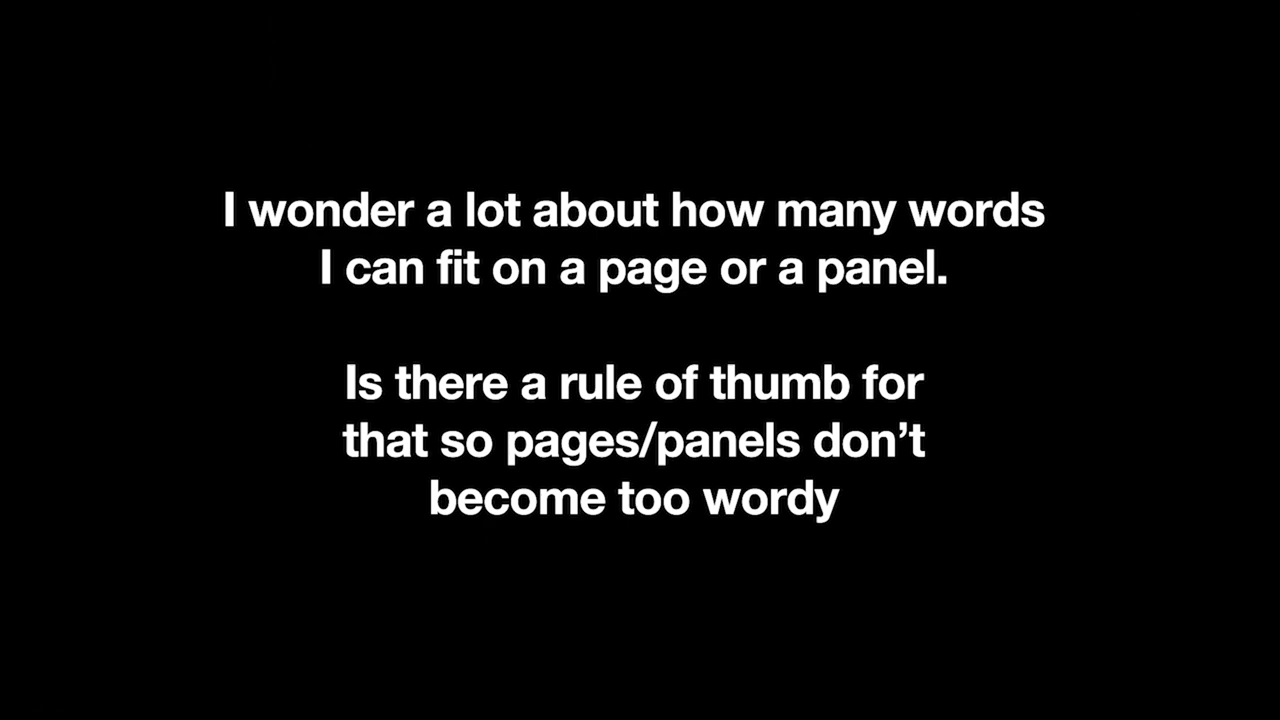 I wonder a lot about how many words
I can fit on a page or a panel.
Is there a rule of thumb for
that so pages/panels don’t
become too wordy